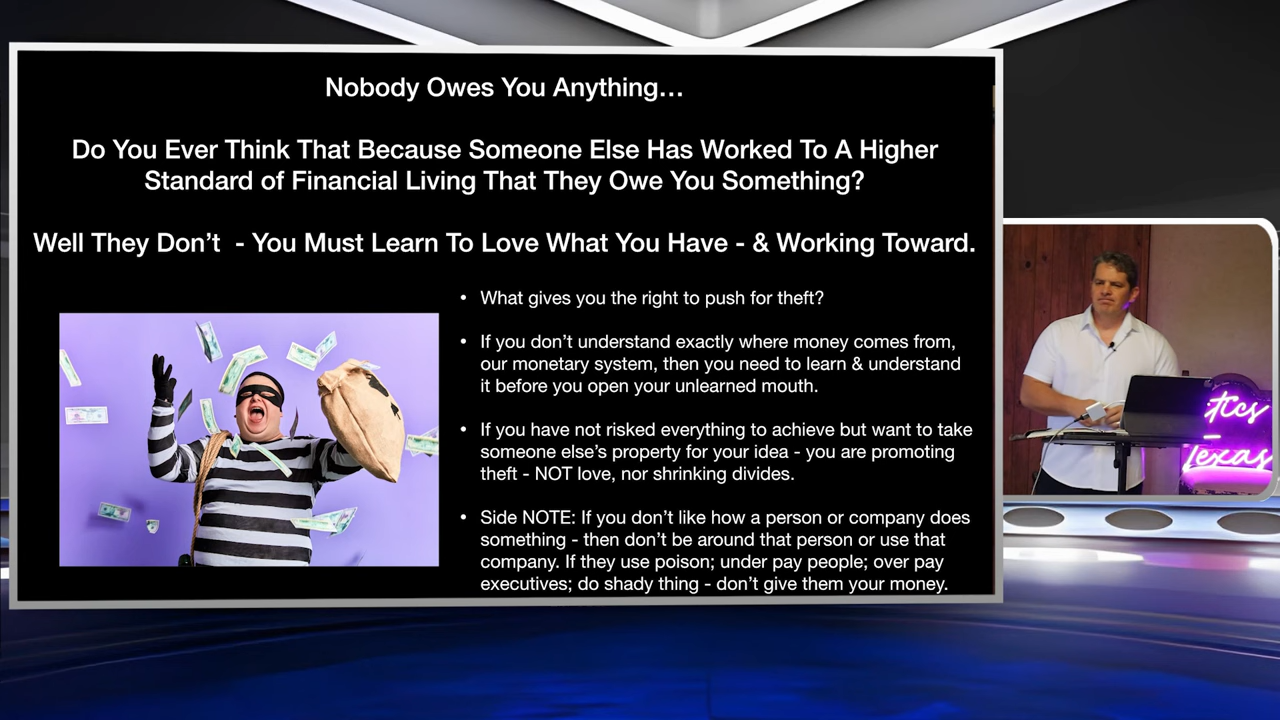 Nobody Owes You Anything…
Do You Ever Think That Because Someone Else Has Worked To A Higher
Standard of Financial Living That They Owe You Something?
Well They Don’t  - You Must Learn To Love What You Have - & Working Toward.
• What gives you the right to push for theft?
• If you don’t understand exactly where money comes from,
our monetary system, then you need to learn & understand
it before you open your unlearned mouth.
• If you have not risked everything to achieve but want to take
someone else’s property for your idea - you are promoting
theft - NOT love, nor shrinking divides.
• Side NOTE: If you don’t like how a person or company does
something - then don’t be around that person or use that
company. If they use poison; under pay people; over pay
executives; do shady thing - don’t give them your money.
Texas